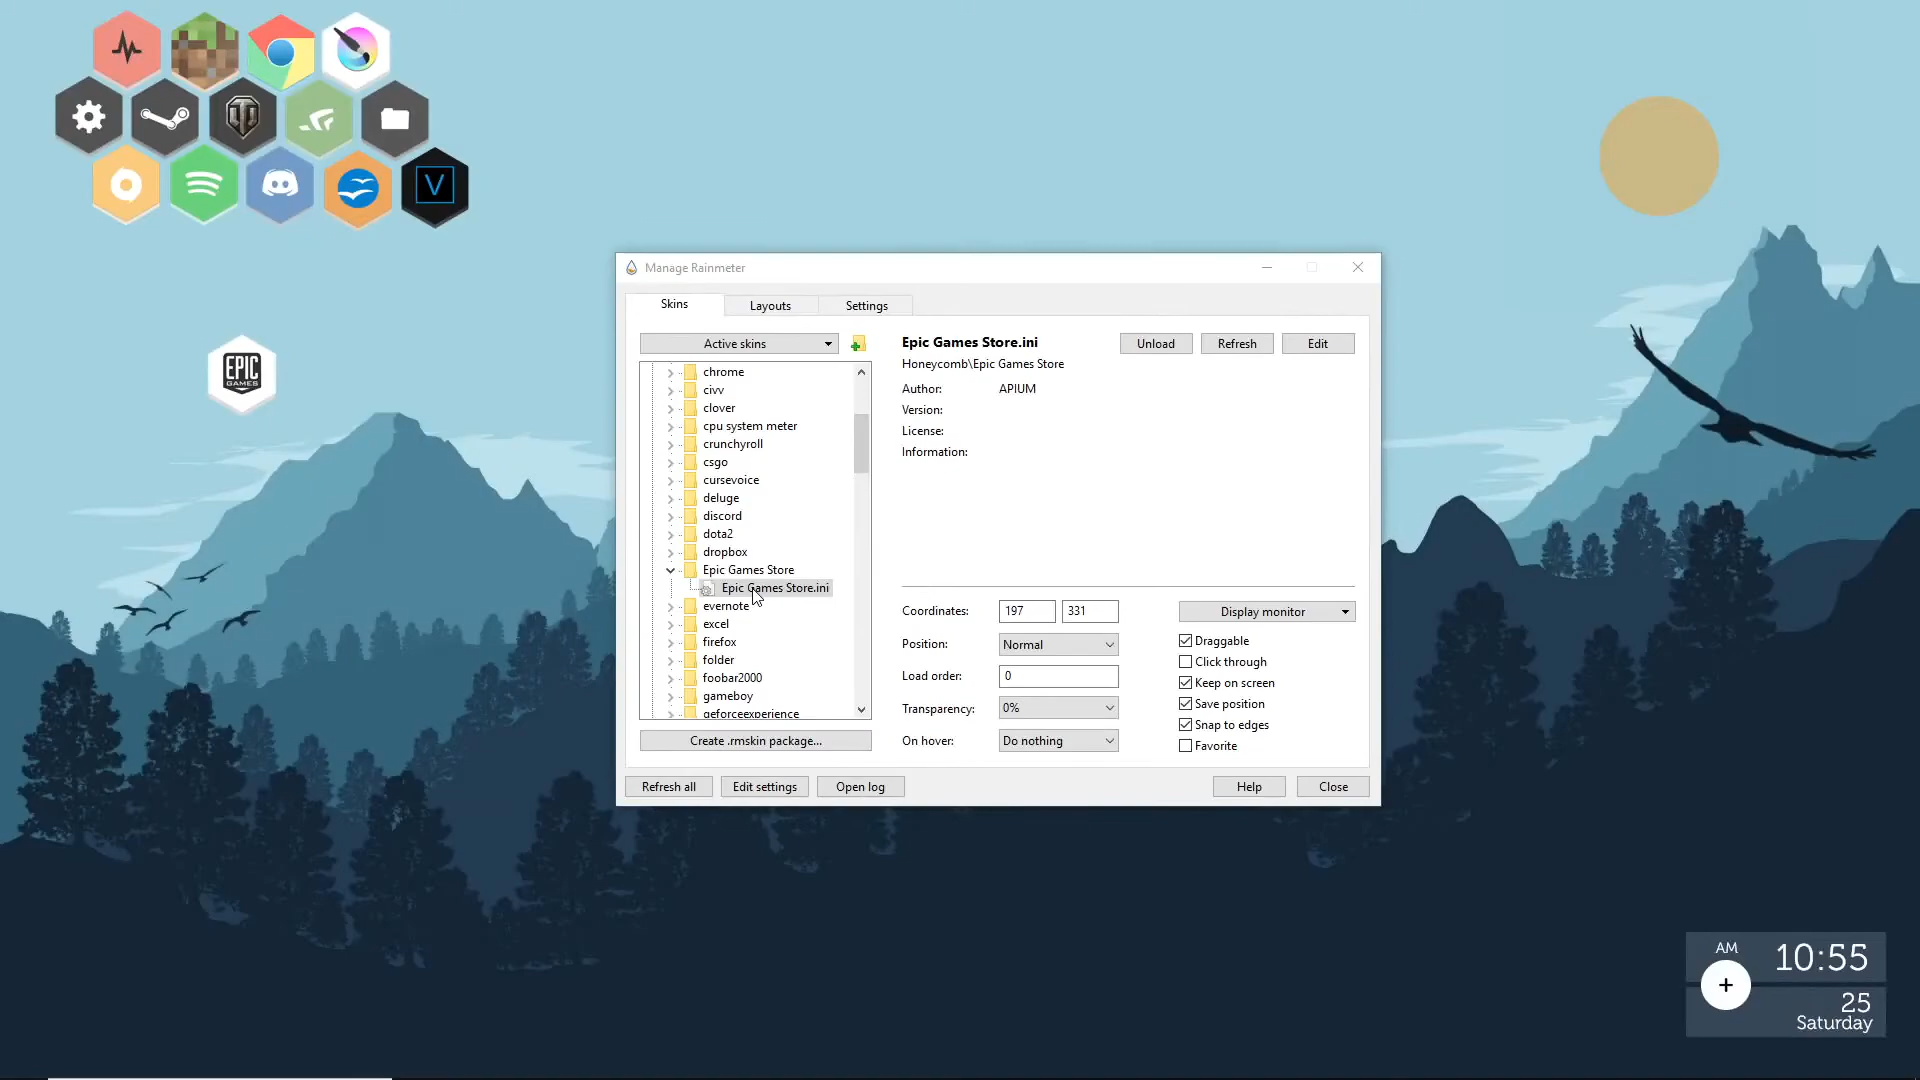 EPIC
GAMES
V
Manage Rainmeter
Skins
Layouts
Settings
Active skins
chrome
civv
clover
cpu system meter
crunchyroll
csgo
cursevoice
deluge
discord
dota2
dropbox
Epic Games Store
Epic Games Store.ini
evernote
excel
firefox
folder
foobar2000
gameboy
geforceexperience
Create .rmskin package...
Epic Games Store.ini
Unload
Refresh
Edit
Honeycomb\Epic Games Store
Author: APIUM
Version:
License:
Information:
Coordinates: 197 331
Position: Normal
Load order: 0
Transparency: 0%
On hover: Do nothing
Display monitor
Draggable
Click through
Keep on screen
Save position
Snap to edges
Favorite
Refresh all
Edit settings
Open log
Help
Close
AM 10:55
25
Saturday